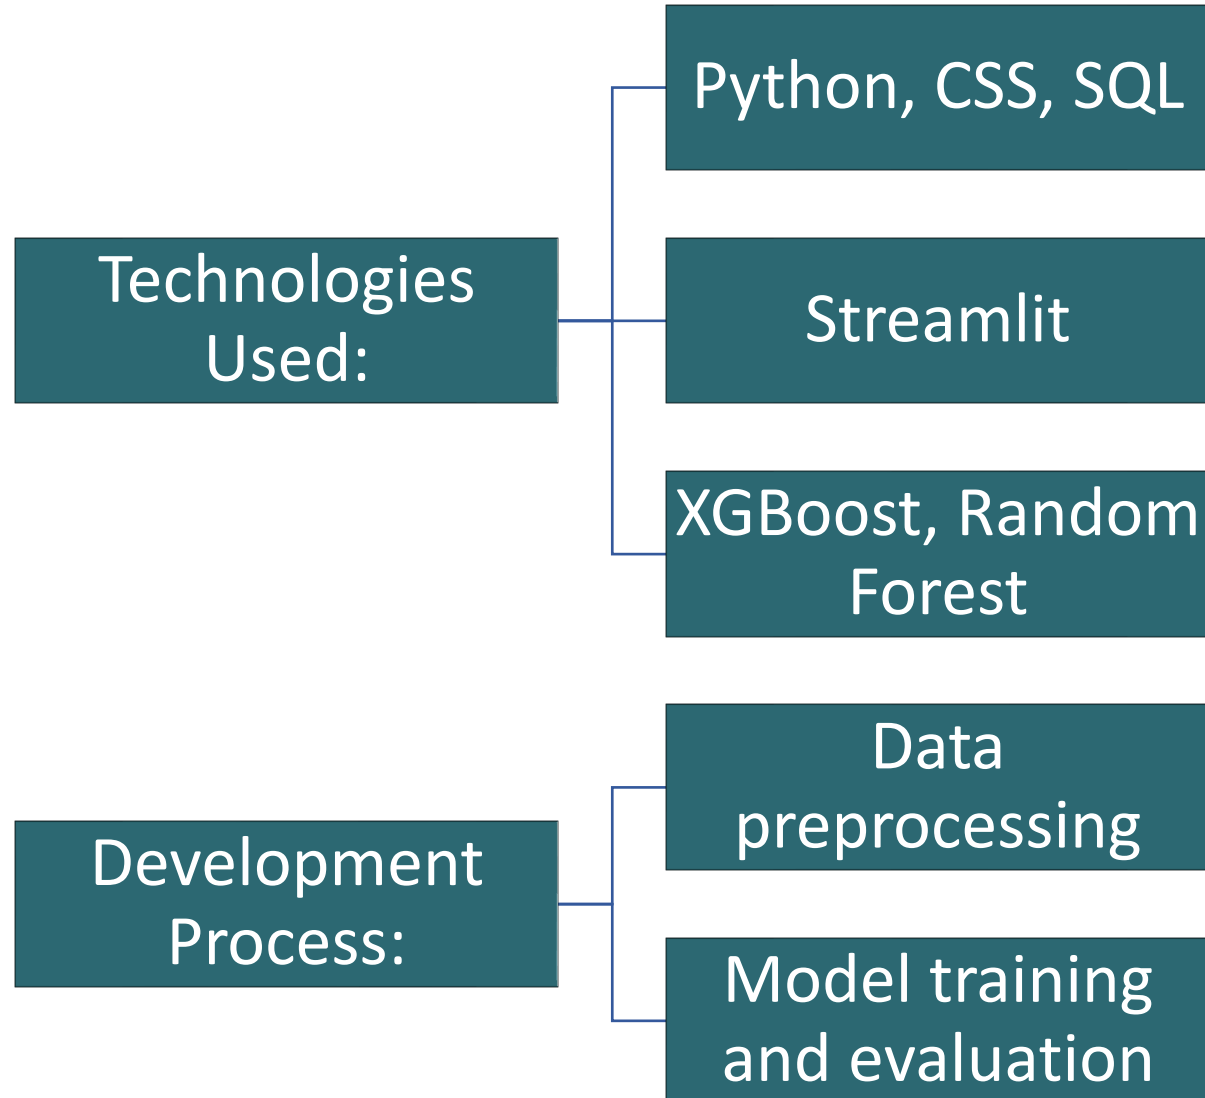 Technologies
Used:
Python, CSS, SQL
Streamlit
XGBoost, Random
Forest
Development
Process:
Data
preprocessing
Model training
and evaluation